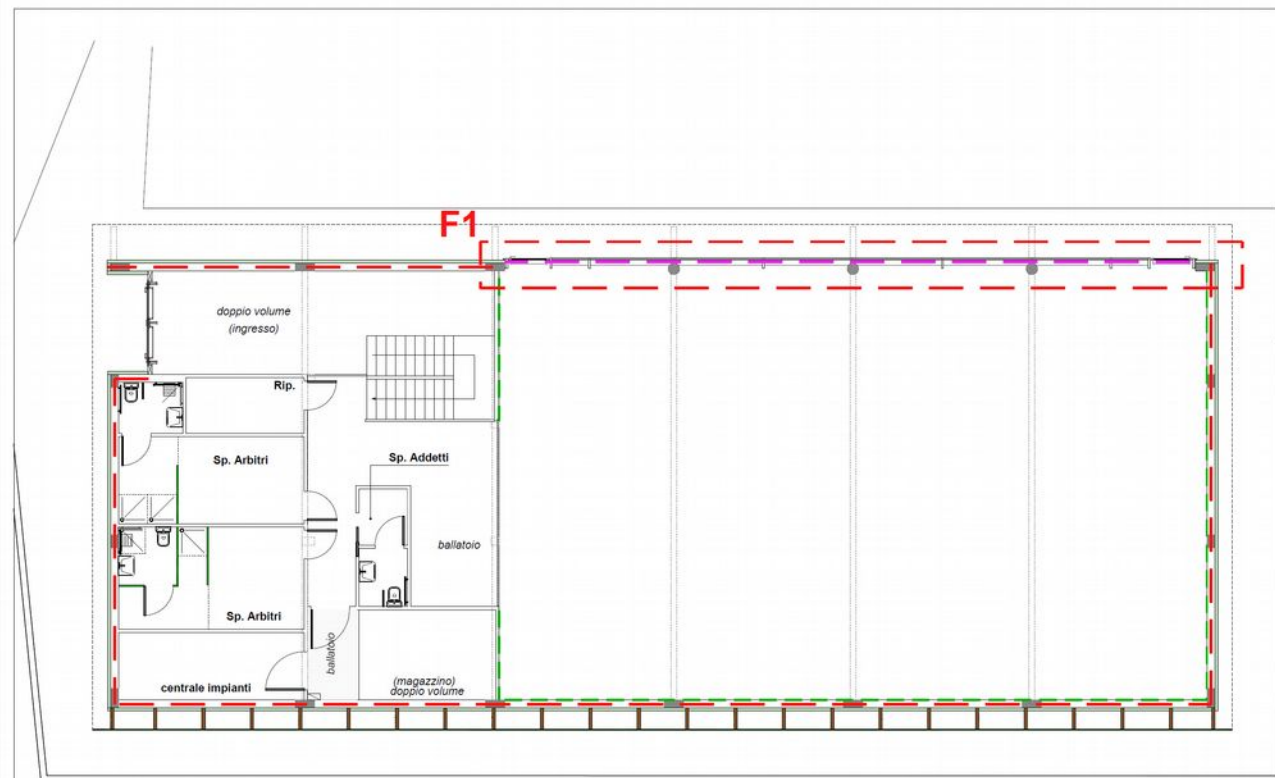 F1
doppio volume
(ingresso)
Rip.
Sp. Arbitri
Sp. Addetti
ballatoio
Sp. Arbitri
ballatoio
centrale impianti
(magazzino)
doppio volume